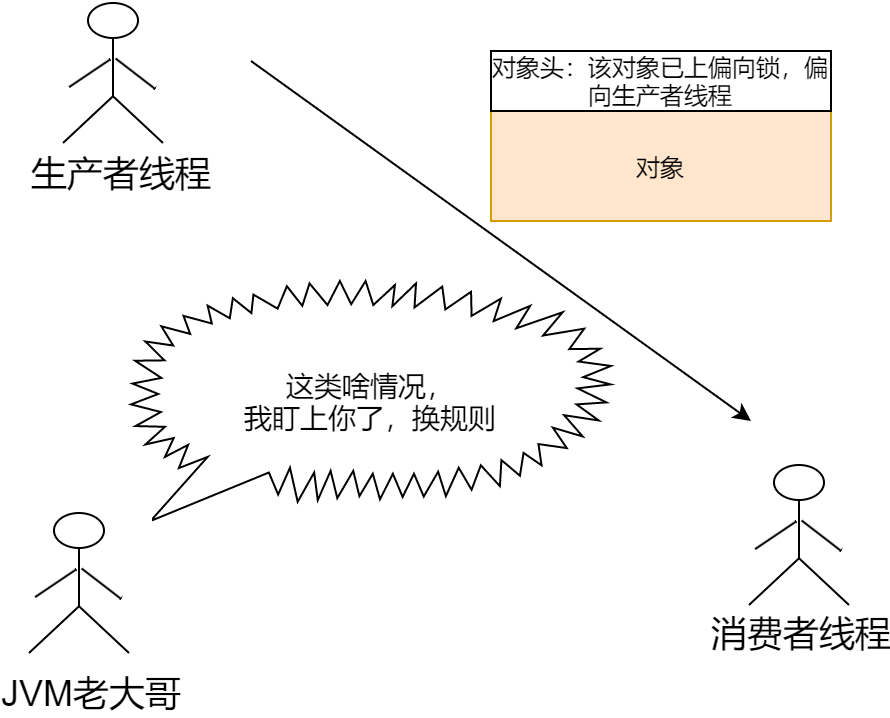 对象头：该对象已上偏向锁，偏
向生产者线程
对象
生产者线程
这类啥情况，
我盯上你了，换规则
消费者线程
JVM老大哥